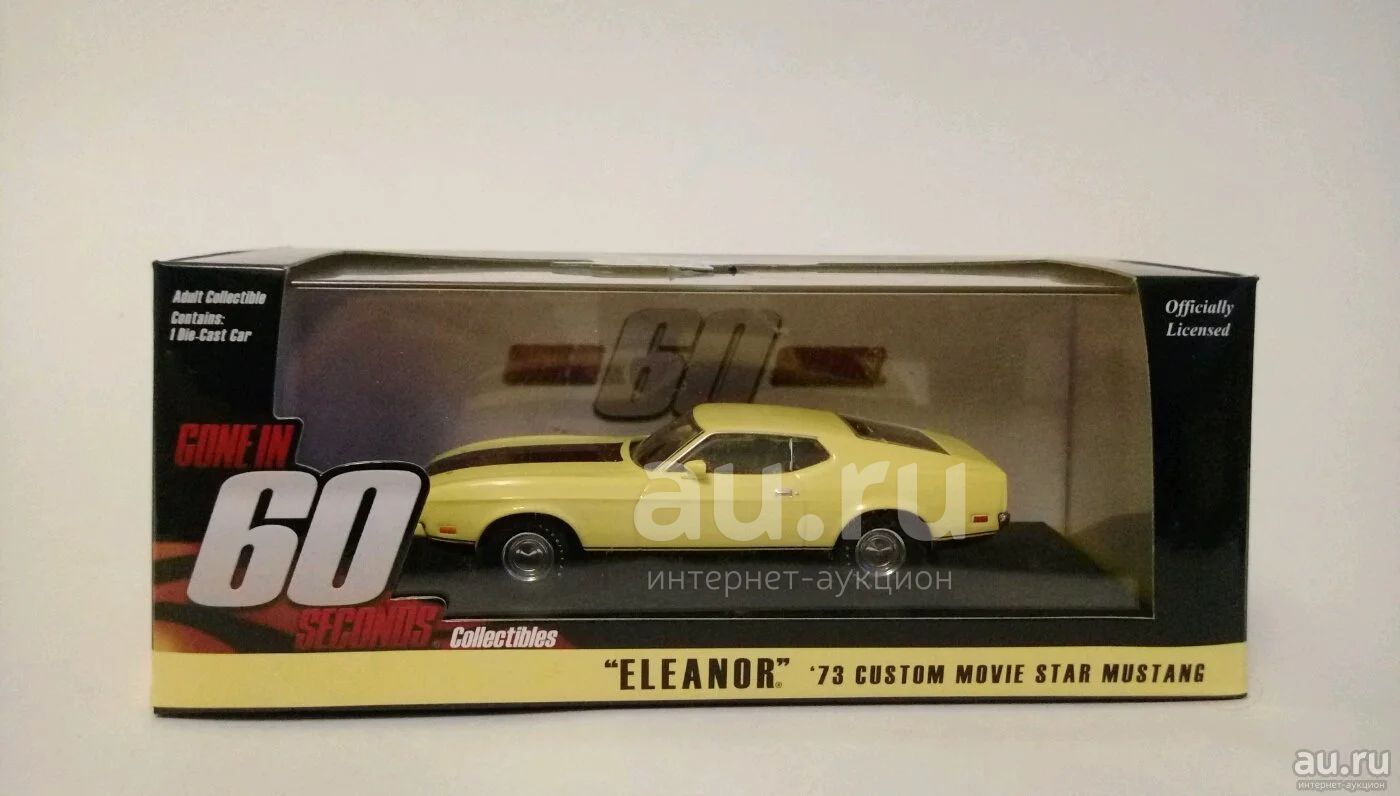 Adult Collectible
Contains:
1 Die-Cast Car
Officially
Licensed
60
GONE IN
60
SECONDS
Collectibles
au.ru
интернет-аукцион
"ELEANOR"® '73 CUSTOM MOVIE STAR MUSTANG
au.ru
интернет-аукцион